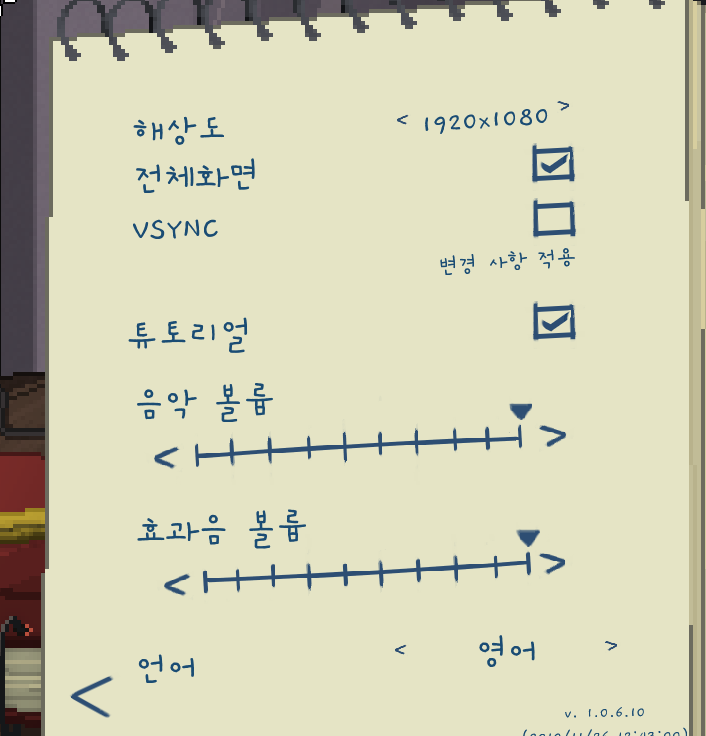 해상도 < 1920x1080 >
전체화면
VSYNC
변경 사항 적용
튜토리얼
음악 볼륨
< >
효과음 볼륨
< >
언어 < 영어 >
<
v. 1.0.6.10